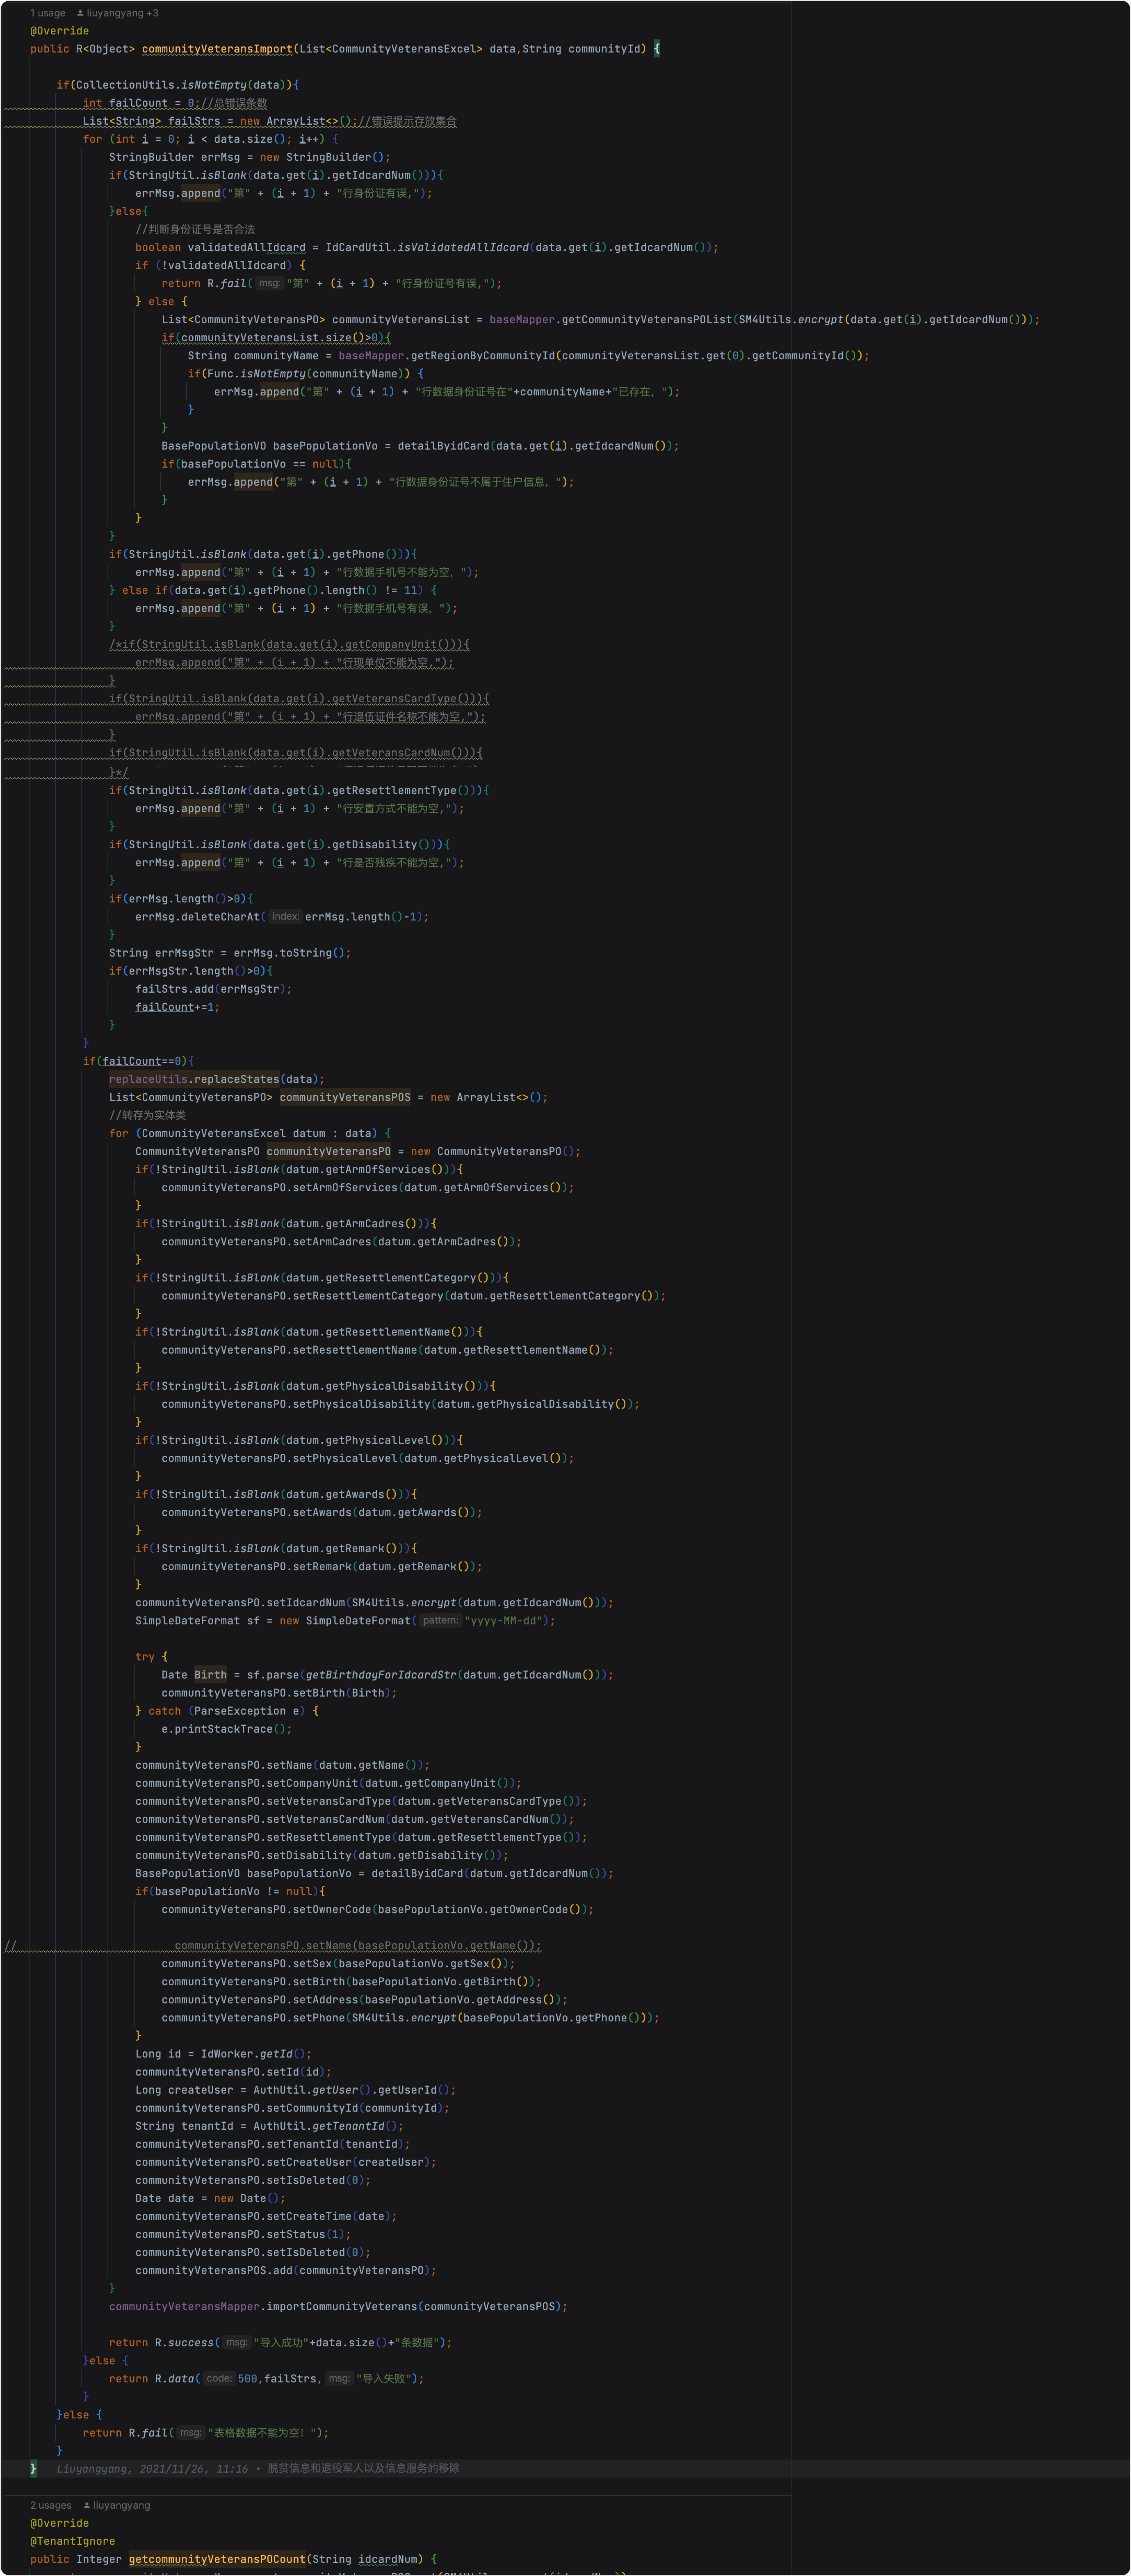 1 usage liuyangyang +3
@Override
public R<Object> communityVeteransImport(List<CommunityVeteransExcel> data,String communityId) {
if(CollectionUtils.isNotEmpty(data)){
int failCount = 0;//总错误条数
List<String> failStrs = new ArrayList<>();//错误提示存放集合
for (int i = 0; i < data.size(); i++) {
StringBuilder errMsg = new StringBuilder();
if(StringUtil.isBlank(data.get(i).getIdcardNum())){
errMsg.append("第" + (i + 1) + "行身份证有误,");
}else{
//判断身份证号是否合法
boolean validatedAllIdcard = IdCardUtil.isValidatedAllIdcard(data.get(i).getIdcardNum());
if (!validatedAllIdcard) {
return R.fail( msg: "第" + (i + 1) + "行身份证号有误,");
} else {
List<CommunityVeteransPO> communityVeteransList = baseMapper.getCommunityVeteransPOList(SM4Utils.encrypt(data.get(i).getIdcardNum()));
if(communityVeteransList.size()>0){
String communityName = baseMapper.getRegionByCommunityId(communityVeteransList.get(0).getCommunityId());
if(Func.isNotEmpty(communityName)) {
errMsg.append("第" + (i + 1) + "行数据身份证号在"+communityName+"已存在，");
}
}
BasePopulationVO basePopulationVo = detailByidCard(data.get(i).getIdcardNum());
if(basePopulationVo == null){
errMsg.append("第" + (i + 1) + "行数据身份证号不属于住户信息，");
}
}
}
if(StringUtil.isBlank(data.get(i).getPhone())){
errMsg.append("第" + (i + 1) + "行数据手机号不能为空，");
} else if(data.get(i).getPhone().length() != 11) {
errMsg.append("第" + (i + 1) + "行数据手机号有误，");
}
/*if(StringUtil.isBlank(data.get(i).getCompanyUnit())){
errMsg.append("第" + (i + 1) + "行现单位不能为空,");
}
if(StringUtil.isBlank(data.get(i).getVeteransCardType())){
errMsg.append("第" + (i + 1) + "行退伍证件名称不能为空,");
}
if(StringUtil.isBlank(data.get(i).getVeteransCardNum())){
}*/
if(StringUtil.isBlank(data.get(i).getResettlementType())){
errMsg.append("第" + (i + 1) + "行安置方式不能为空,");
}
if(StringUtil.isBlank(data.get(i).getDisability())){
errMsg.append("第" + (i + 1) + "行是否残疾不能为空,");
}
if(errMsg.length()>0){
errMsg.deleteCharAt( index: errMsg.length()-1);
}
String errMsgStr = errMsg.toString();
if(errMsgStr.length()>0){
failStrs.add(errMsgStr);
failCount+=1;
}
}
if(failCount==0){
replaceUtils.replaceStates(data);
List<CommunityVeteransPO> communityVeteransPOS = new ArrayList<>();
//转存为实体类
for (CommunityVeteransExcel datum : data) {
CommunityVeteransPO communityVeteransPO = new CommunityVeteransPO();
if(!StringUtil.isBlank(datum.getArmOfServices())){
communityVeteransPO.setArmOfServices(datum.getArmOfServices());
}
if(!StringUtil.isBlank(datum.getArmCadres())){
communityVeteransPO.setArmCadres(datum.getArmCadres());
}
if(!StringUtil.isBlank(datum.getResettlementCategory())){
communityVeteransPO.setResettlementCategory(datum.getResettlementCategory());
}
if(!StringUtil.isBlank(datum.getResettlementName())){
communityVeteransPO.setResettlementName(datum.getResettlementName());
}
if(!StringUtil.isBlank(datum.getPhysicalDisability())){
communityVeteransPO.setPhysicalDisability(datum.getPhysicalDisability());
}
if(!StringUtil.isBlank(datum.getPhysicalLevel())){
communityVeteransPO.setPhysicalLevel(datum.getPhysicalLevel());
}
if(!StringUtil.isBlank(datum.getAwards())){
communityVeteransPO.setAwards(datum.getAwards());
}
if(!StringUtil.isBlank(datum.getRemark())){
communityVeteransPO.setRemark(datum.getRemark());
}
communityVeteransPO.setIdcardNum(SM4Utils.encrypt(datum.getIdcardNum()));
SimpleDateFormat sf = new SimpleDateFormat( pattern: "yyyy-MM-dd");
try {
Date Birth = sf.parse(getBirthdayForIdcardStr(datum.getIdcardNum()));
communityVeteransPO.setBirth(Birth);
} catch (ParseException e) {
e.printStackTrace();
}
communityVeteransPO.setName(datum.getName());
communityVeteransPO.setCompanyUnit(datum.getCompanyUnit());
communityVeteransPO.setVeteransCardType(datum.getVeteransCardType());
communityVeteransPO.setVeteransCardNum(datum.getVeteransCardNum());
communityVeteransPO.setResettlementType(datum.getResettlementType());
communityVeteransPO.setDisability(datum.getDisability());
BasePopulationVO basePopulationVo = detailByidCard(datum.getIdcardNum());
if(basePopulationVo != null){
communityVeteransPO.setOwnerCode(basePopulationVo.getOwnerCode());
// communityVeteransPO.setName(basePopulationVo.getName());
communityVeteransPO.setSex(basePopulationVo.getSex());
communityVeteransPO.setBirth(basePopulationVo.getBirth());
communityVeteransPO.setAddress(basePopulationVo.getAddress());
communityVeteransPO.setPhone(SM4Utils.encrypt(basePopulationVo.getPhone()));
}
Long id = IdWorker.getId();
communityVeteransPO.setId(id);
Long createUser = AuthUtil.getUser().getUserId();
communityVeteransPO.setCommunityId(communityId);
String tenantId = AuthUtil.getTenantId();
communityVeteransPO.setTenantId(tenantId);
communityVeteransPO.setCreateUser(createUser);
communityVeteransPO.setIsDeleted(0);
Date date = new Date();
communityVeteransPO.setCreateTime(date);
communityVeteransPO.setStatus(1);
communityVeteransPO.setIsDeleted(0);
communityVeteransPOS.add(communityVeteransPO);
}
communityVeteransMapper.importCommunityVeterans(communityVeteransPOS);
return R.success( msg: "导入成功"+data.size()+"条数据");
}else {
return R.data( code: 500,failStrs, msg: "导入失败");
}
}else {
return R.fail( msg: "表格数据不能为空！");
}
} Liuyangyang, 2021/11/26, 11:16 • 脱贫信息和退役军人以及信息服务的移除
2 usages liuyangyang
@Override
@TenantIgnore
public Integer getcommunityVeteransPOCount(String idcardNum) {